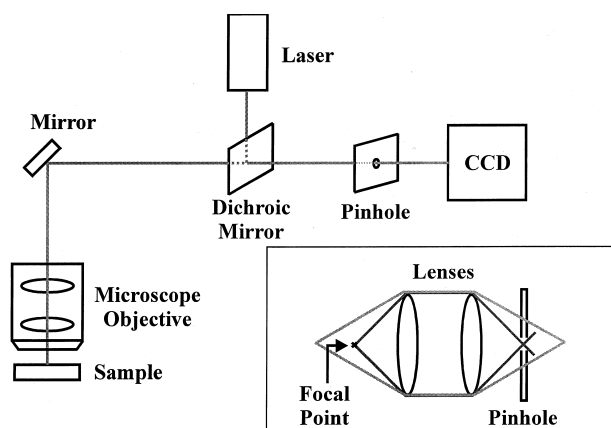 Laser
Mirror
CCD
Dichroic
Mirror
Pinhole
Microscope
Objective
Sample
Lenses
Focal
Point
Pinhole